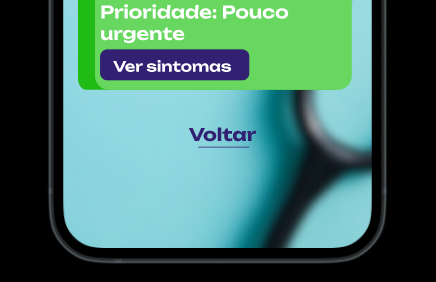 Prioridade: Pouco
urgente
Ver sintomas
Voltar